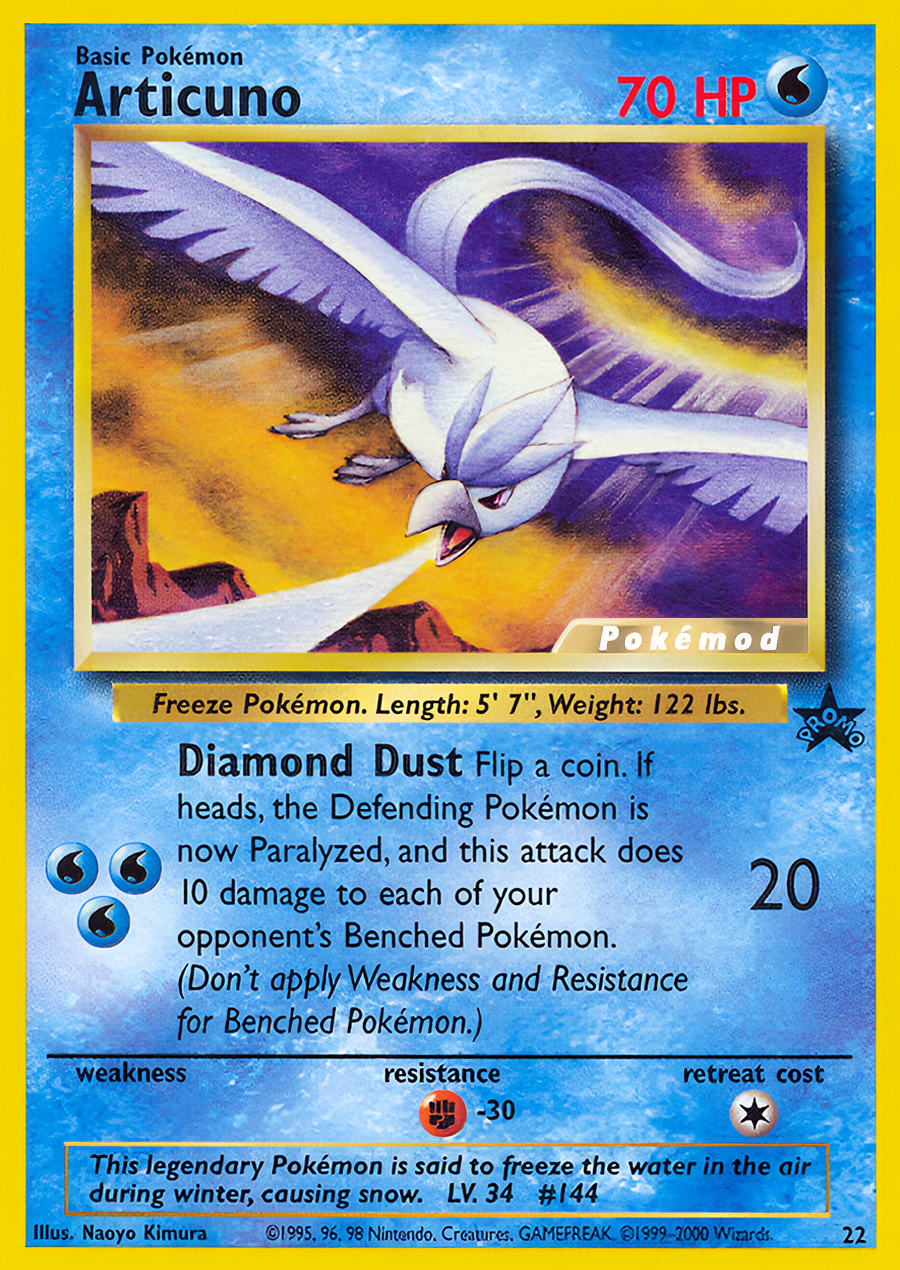 Basic Pokémon
Articuno
70 HP
Pokémod
Freeze Pokémon. Length: 5' 7", Weight: 122 lbs.
PROMO
Diamond Dust Flip a coin. If
heads, the Defending Pokémon is
now Paralyzed, and this attack does
10 damage to each of your
opponent's Benched Pokémon.
(Don't apply Weakness and Resistance
for Benched Pokémon.)
20
weakness resistance retreat cost
-30
This legendary Pokémon is said to freeze the water in the air
during winter, causing snow. LV. 34 #144
Illus. Naoyo Kimura ©1995, 96, 98 Nintendo, Creatures, GAMEFREAK. ©1999-2000 Wizards. 22